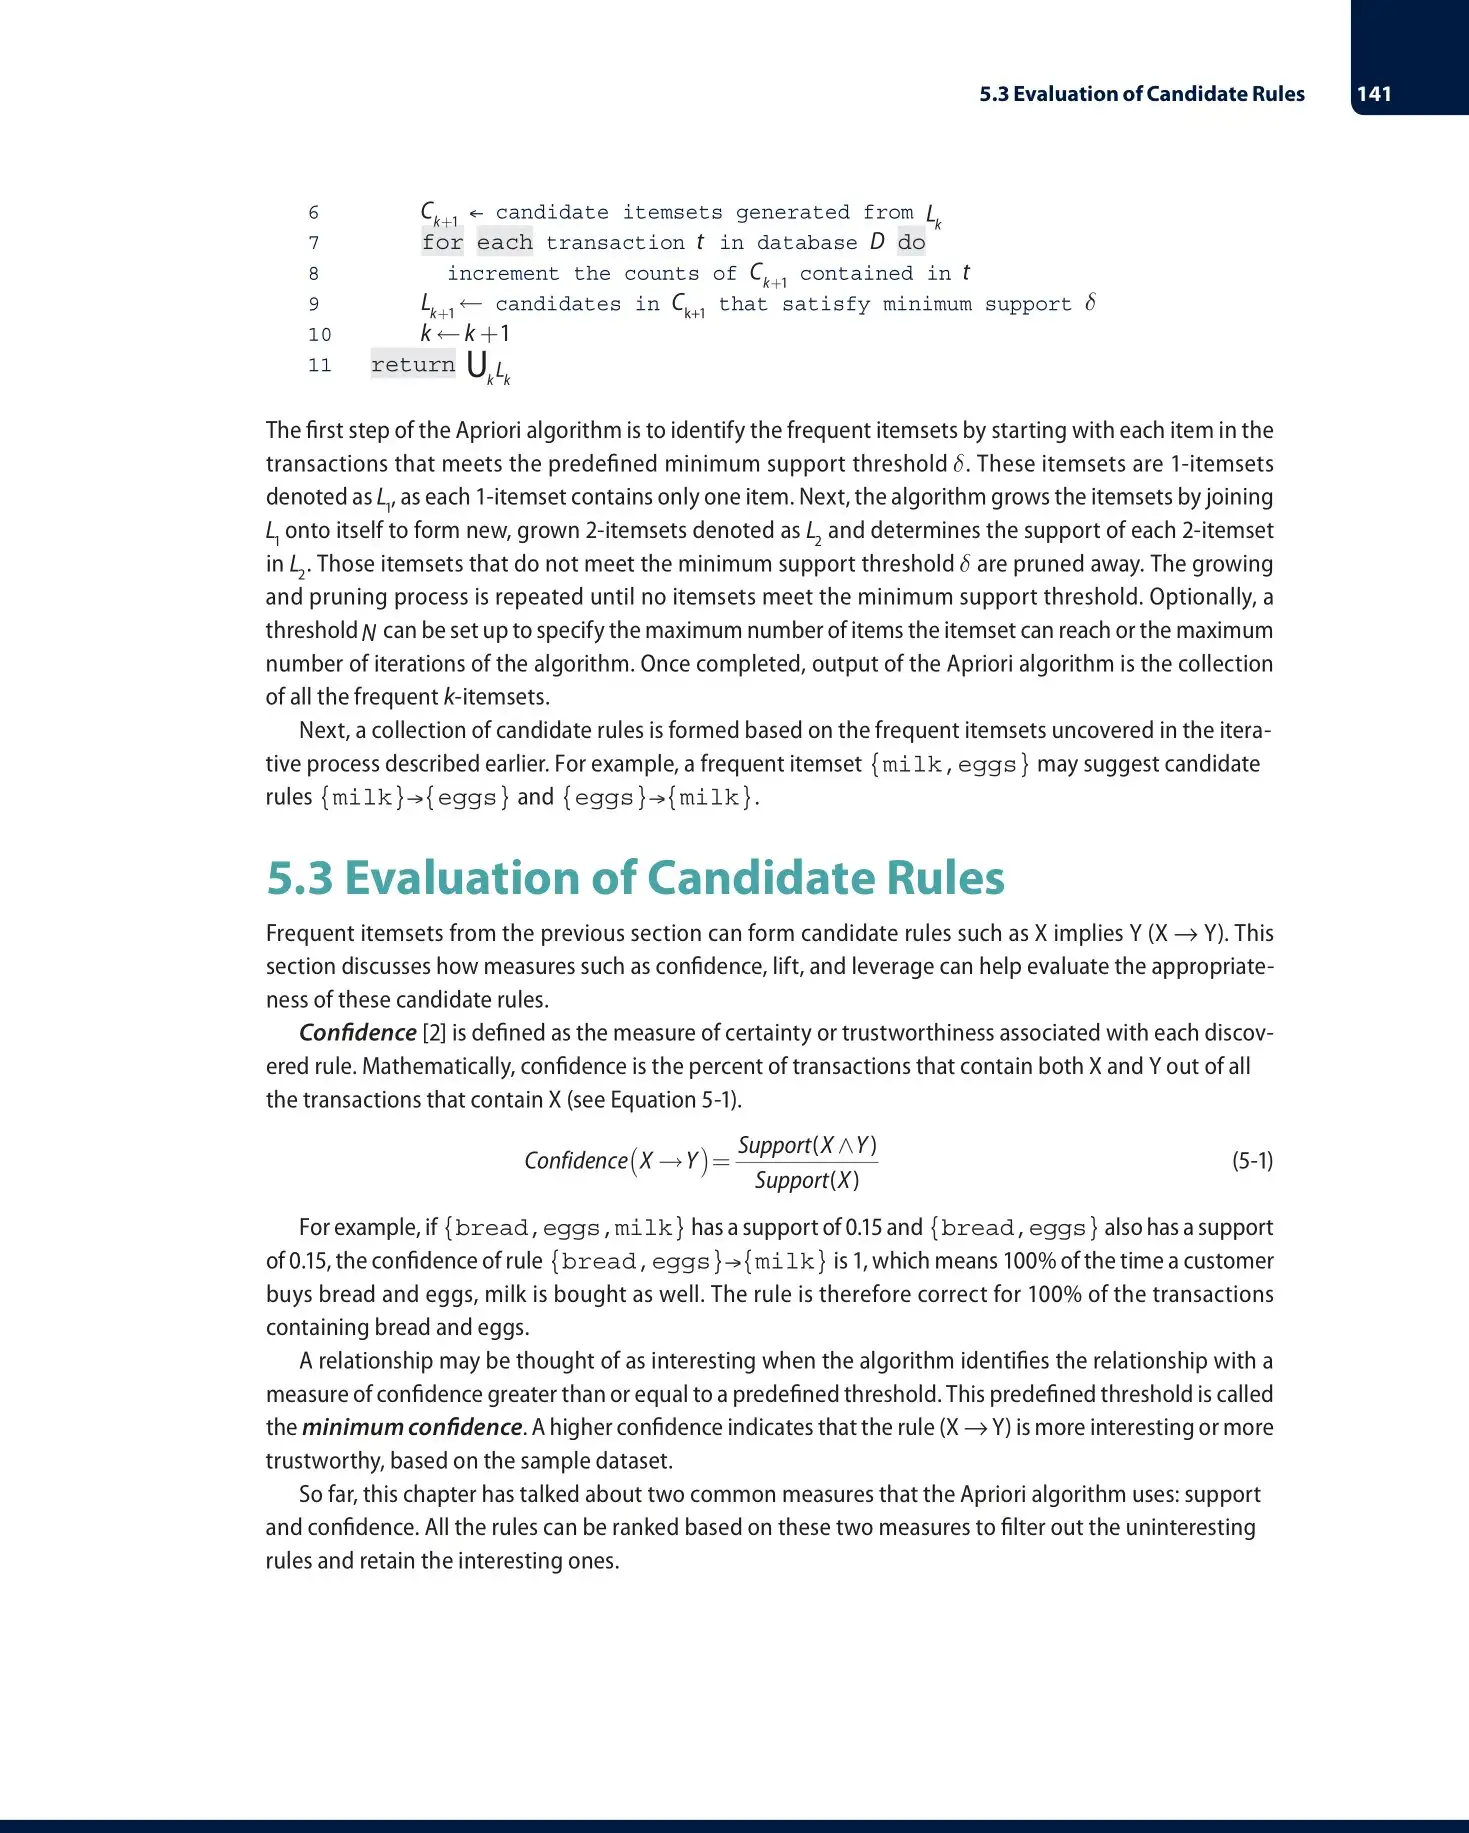 5.3 Evaluation of Candidate Rules 141
6 Ck+1 ← candidate itemsets generated from Lk
7 for each transaction t in database D do
8 increment the counts of Ck+1 contained in t
9 Lk+1 ← candidates in Ck+1 that satisfy minimum support δ
10 k ← k + 1
11 return ∪k Lk
The first step of the Apriori algorithm is to identify the frequent itemsets by starting with each item in the
transactions that meets the predefined minimum support threshold δ. These itemsets are 1-itemsets
denoted as L1, as each 1-itemset contains only one item. Next, the algorithm grows the itemsets by joining
L1 onto itself to form new, grown 2-itemsets denoted as L2 and determines the support of each 2-itemset
in L2. Those itemsets that do not meet the minimum support threshold δ are pruned away. The growing
and pruning process is repeated until no itemsets meet the minimum support threshold. Optionally, a
threshold N can be set up to specify the maximum number of items the itemset can reach or the maximum
number of iterations of the algorithm. Once completed, output of the Apriori algorithm is the collection
of all the frequent k-itemsets.
Next, a collection of candidate rules is formed based on the frequent itemsets uncovered in the itera-
tive process described earlier. For example, a frequent itemset {milk,eggs} may suggest candidate
rules {milk}→{eggs} and {eggs}→{milk}.
5.3 Evaluation of Candidate Rules
Frequent itemsets from the previous section can form candidate rules such as X implies Y (X → Y). This
section discusses how measures such as confidence, lift, and leverage can help evaluate the appropriate-
ness of these candidate rules.
Confidence [2] is defined as the measure of certainty or trustworthiness associated with each discov-
ered rule. Mathematically, confidence is the percent of transactions that contain both X and Y out of all
the transactions that contain X (see Equation 5-1).
Confidence(X → Y) = Support(X ∧ Y) / Support(X) (5-1)
For example, if {bread,eggs,milk} has a support of 0.15 and {bread,eggs} also has a support
of 0.15, the confidence of rule {bread,eggs}→{milk} is 1, which means 100% of the time a customer
buys bread and eggs, milk is bought as well. The rule is therefore correct for 100% of the transactions
containing bread and eggs.
A relationship may be thought of as interesting when the algorithm identifies the relationship with a
measure of confidence greater than or equal to a predefined threshold. This predefined threshold is called
the minimum confidence. A higher confidence indicates that the rule (X → Y) is more interesting or more
trustworthy, based on the sample dataset.
So far, this chapter has talked about two common measures that the Apriori algorithm uses: support
and confidence. All the rules can be ranked based on these two measures to filter out the uninteresting
rules and retain the interesting ones.